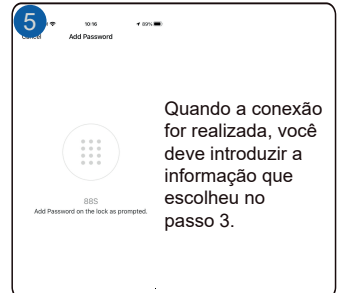 5
10:16
89%
Cancel
Add Password
Quando a conexão
for realizada, você
deve introduzir a
informação que
escolheu no
passo 3.
88S
Add Password on the lock as prompted.